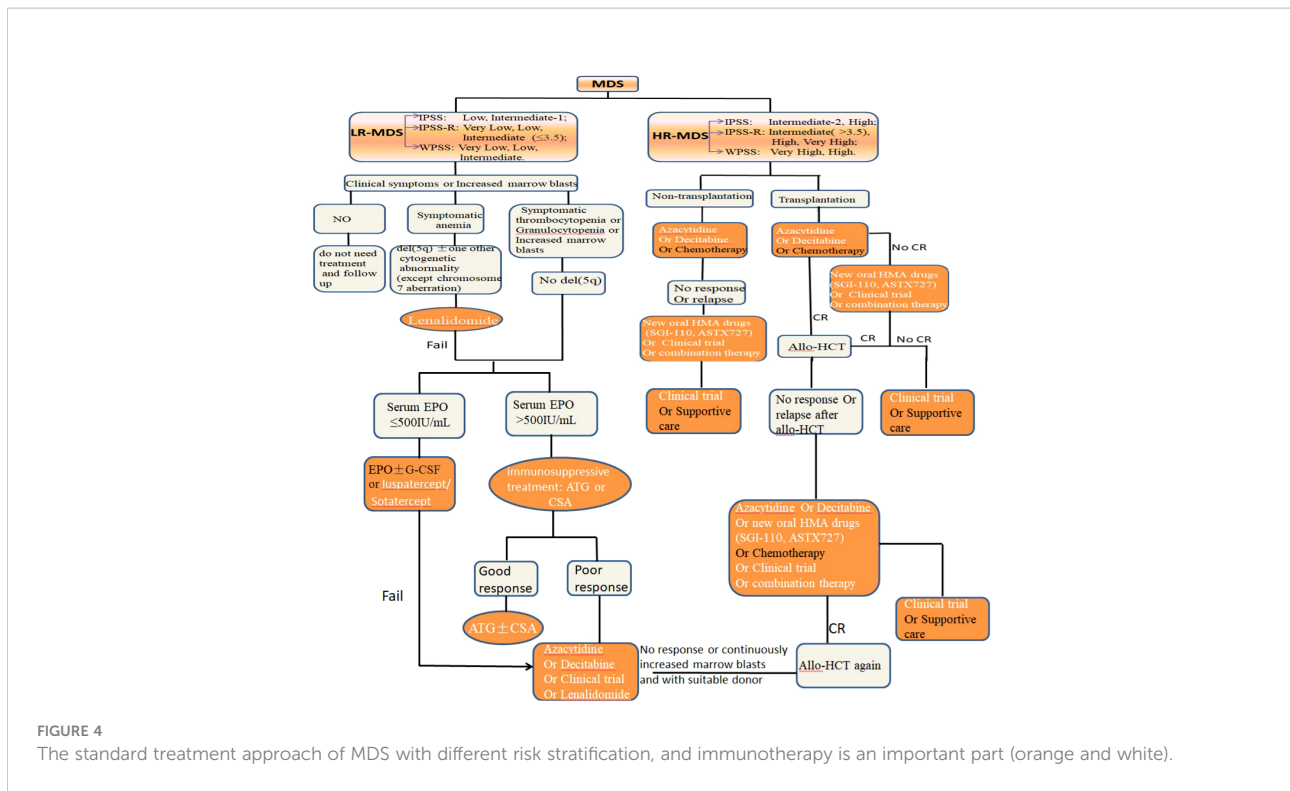 MDS
LR-MDS
IPSS: Low, Intermediate-1;
IPSS-R: Very Low, Low,
Intermediate (≤3.5);
WPSS: Very Low, Low,
Intermediate.
HR-MDS
IPSS: Intermediate-2, High;
IPSS-R: Intermediate( >3.5),
High, Very High;
WPSS: Very High, High.
Clinical symptoms or Increased marrow blasts
NO
Symptomatic
anemia
Symptomatic
thrombocytopenia or
Granulocytopenia or
Increased marrow
blasts
do not need
treatment
and follow
up
del(5q) ±one other
cytogenetic
abnormality
(except chromosome
7 aberration)
No del(5q)
Lenalidomide
Fail
Serum EPO
≤500IU/mL
Serum EPO
>500IU/mL
EPO±G-CSF
or luspatercept/
Sotatercept
immunosuppressive
treatment: ATG or
CSA
Good
response
Poor
response
Fail
ATG±CSA
Azacytidine
Or Decitabine
Or Clinical trial
Or Lenalidomide
No response or continuously
increased marrow blasts
and with suitable donor
Non-transplantation
Transplantation
Azacytidine
Or Decitabine
Or Chemotherapy
Azacytidine
Or Decitabine
Or Chemotherapy
No CR
No response
Or relapse
New oral HMA drugs
(SGI-110, ASTX727)
Or Clinical trial
Or combination therapy
New oral HMA drugs
(SGI-110, ASTX727)
Or Clinical trial
Or combination therapy
CR
Allo-HCT
CR
No CR
Clinical trial
Or Supportive
care
No response Or
relapse after
allo-HCT
Clinical trial
Or Supportive
care
Azacytidine Or Decitabine
Or new oral HMA drugs
(SGI-110, ASTX727)
Or Chemotherapy
Or Clinical trial
Or combination therapy
Clinical trial
Or Supportive
care
CR
Allo-HCT again
FIGURE 4
The standard treatment approach of MDS with different risk stratification, and immunotherapy is an important part (orange and white).